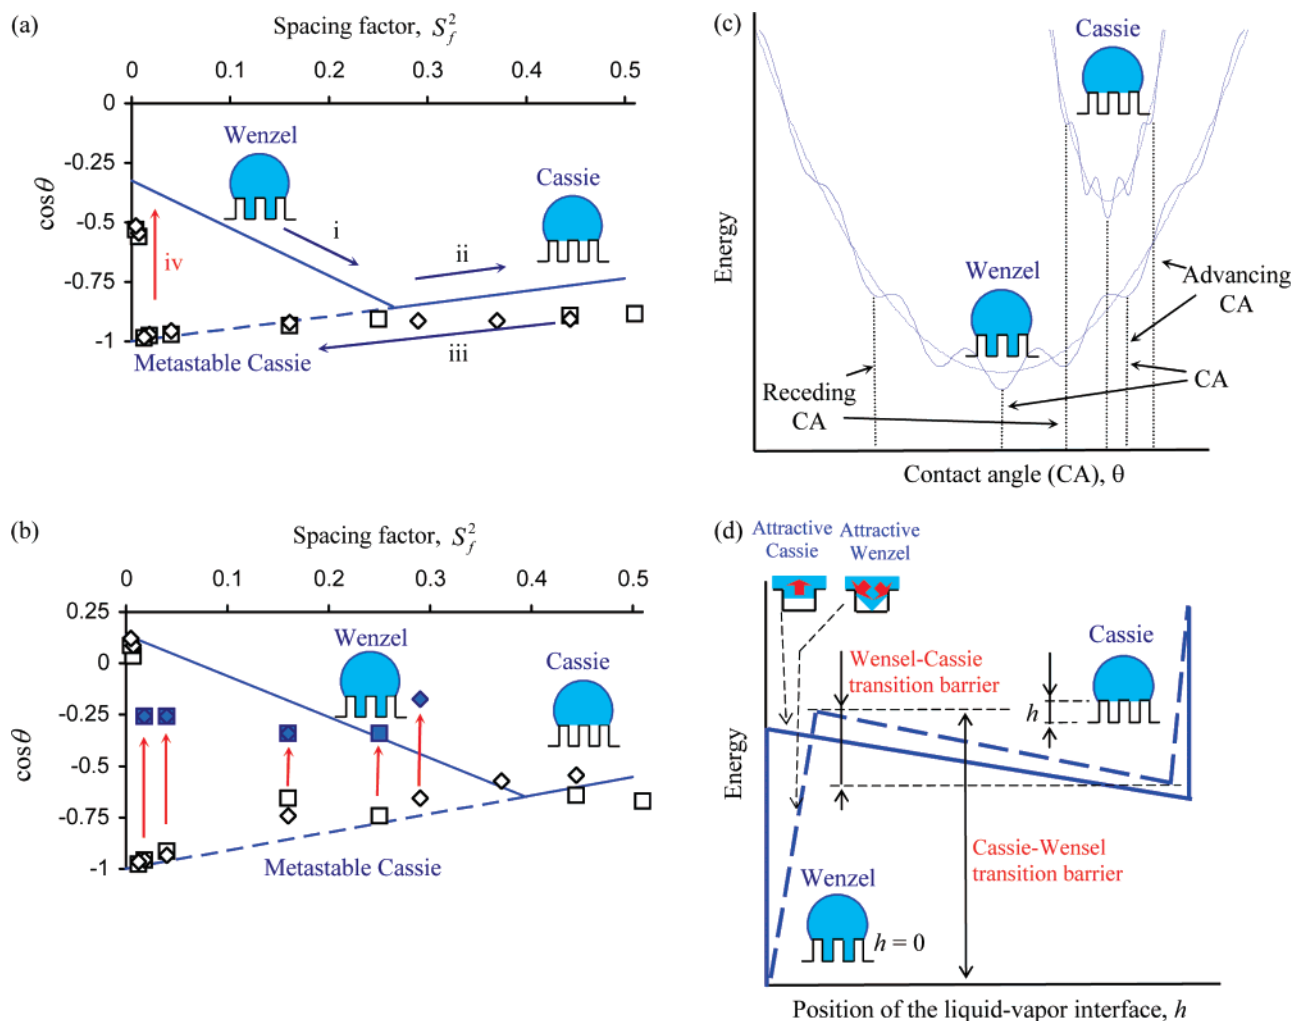 (a)
Spacing factor, S_f^2
0 0.1 0.2 0.3 0.4 0.5
0
-0.25
-0.5
-0.75
-1
cosθ
Wenzel
Cassie
i
ii
iii
iv
Metastable Cassie
(b)
Spacing factor, S_f^2
0 0.1 0.2 0.3 0.4 0.5
0.25
0
-0.25
-0.5
-0.75
-1
cosθ
Wenzel
Cassie
Metastable Cassie
(c)
Energy
Cassie
Wenzel
Advancing
CA
CA
Receding
CA
Contact angle (CA), θ
(d)
Attractive
Cassie
Attractive
Wenzel
Wensel-Cassie
transition barrier
Cassie
h
Energy
Cassie-Wensel
transition barrier
Wenzel
h = 0
Position of the liquid-vapor interface, h